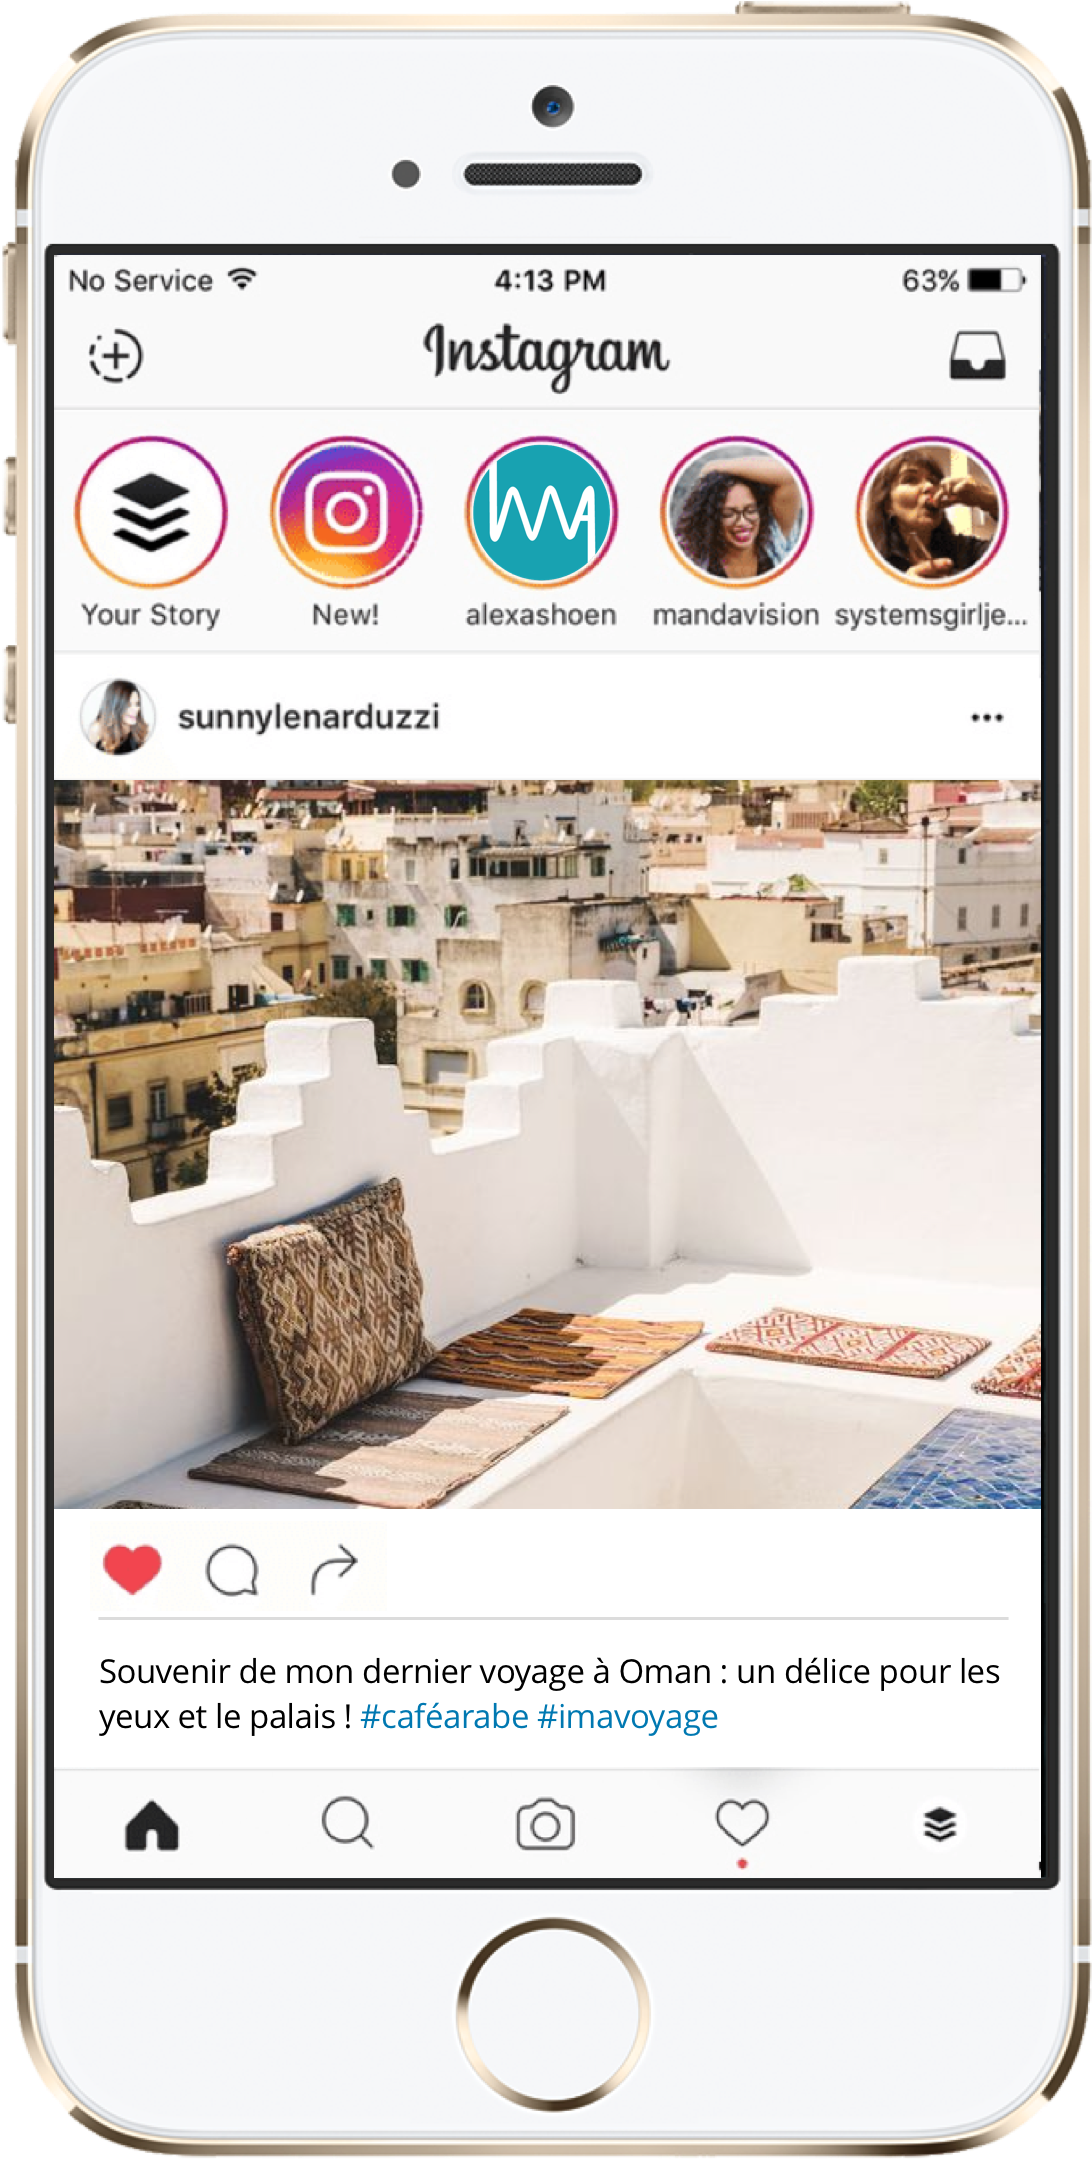 No Service 4:13 PM 63%
Instagram
Your Story New! alexashoen mandavision systemsgirlje...
sunnylenarduzzi
Souvenir de mon dernier voyage à Oman : un délice pour les
yeux et le palais ! #caféarabe #imavoyage